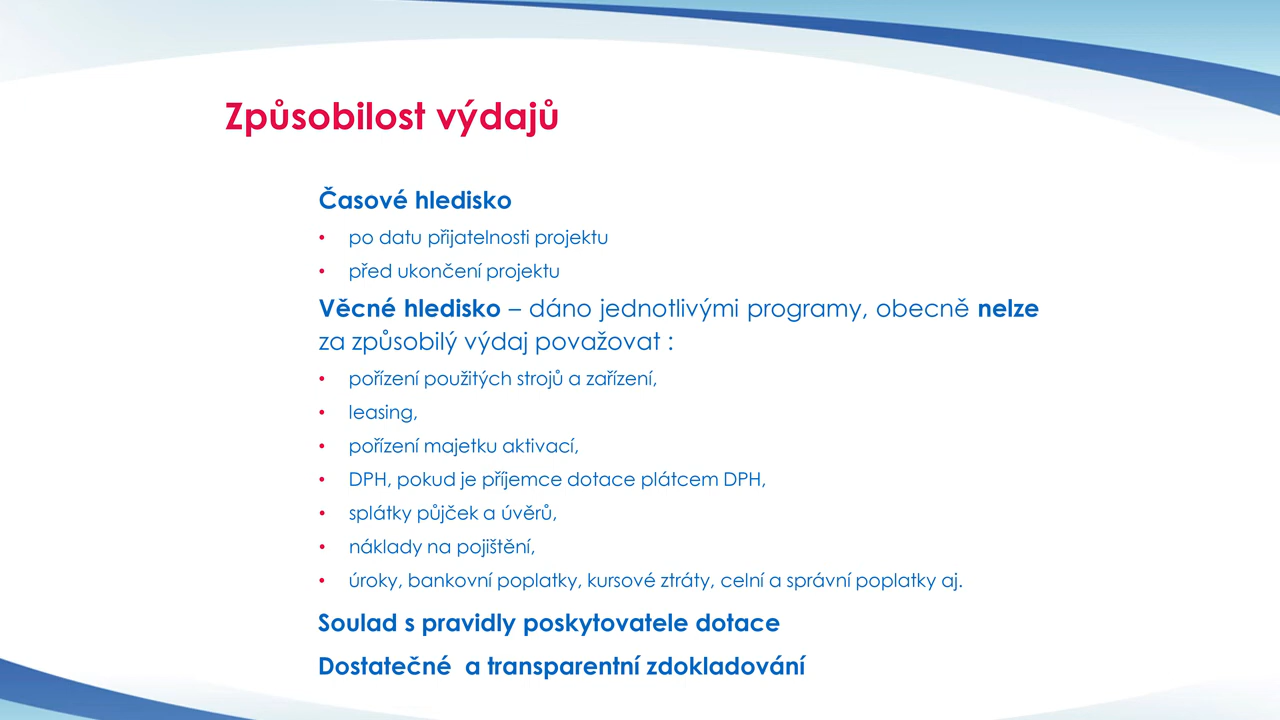 Způsobilost výdajů
Časové hledisko
• po datu přijatelnosti projektu
• před ukončení projektu
Věcné hledisko – dáno jednotlivými programy, obecně nelze
za způsobilý výdaj považovat :
• pořízení použitých strojů a zařízení,
• leasing,
• pořízení majetku aktivací,
• DPH, pokud je příjemce dotace plátcem DPH,
• splátky půjček a úvěrů,
• náklady na pojištění,
• úroky, bankovní poplatky, kursové ztráty, celní a správní poplatky aj.
Soulad s pravidly poskytovatele dotace
Dostatečné  a transparentní zdokladování